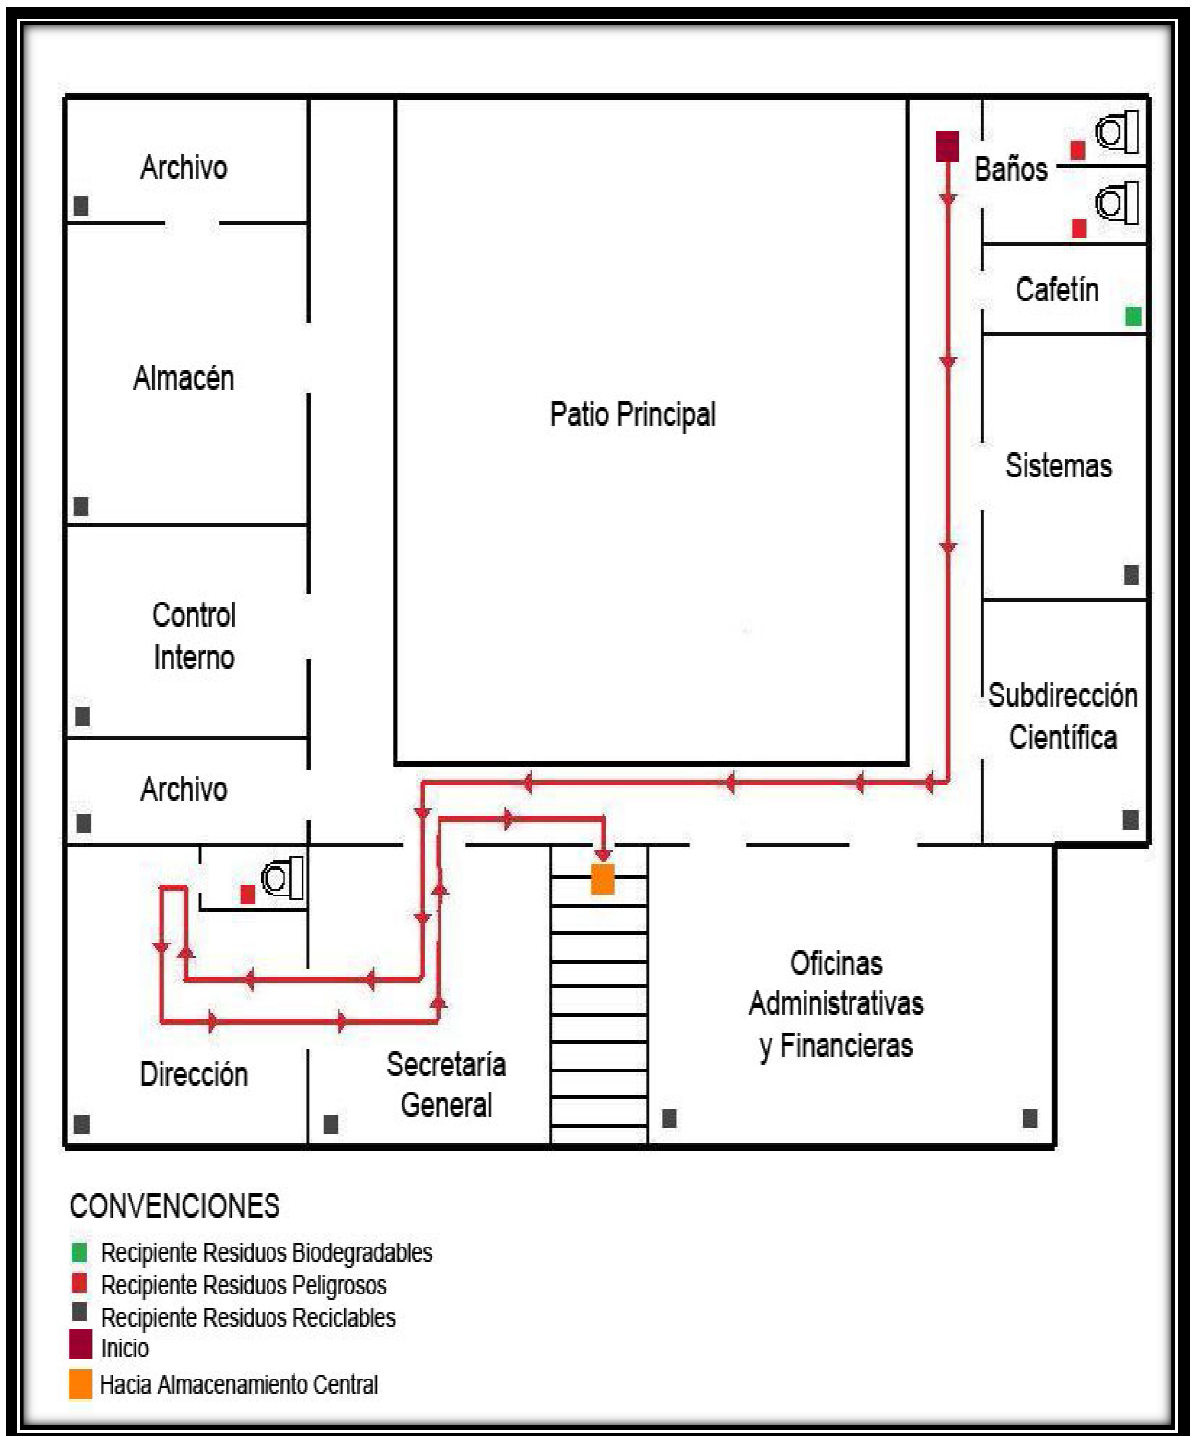 Archivo
Baños
Cafetín
Almacén
Patio Principal
Sistemas
Control
Interno
Subdirección
Científica
Archivo
Oficinas
Administrativas
y Financieras
Dirección
Secretaría
General
CONVENCIONES
Recipiente Residuos Biodegradables
Recipiente Residuos Peligrosos
Recipiente Residuos Reciclables
Inicio
Hacia Almacenamiento Central